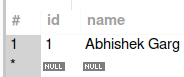 # id name
1 1 Abhishek Garg
* NULL NULL